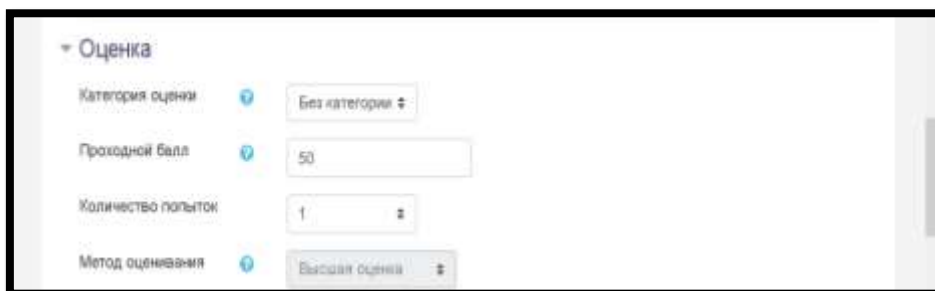 Оценка
Категория оценки Без категории
Проходной балл 50
Количество попыток 1
Метод оценивания Высшая оценка